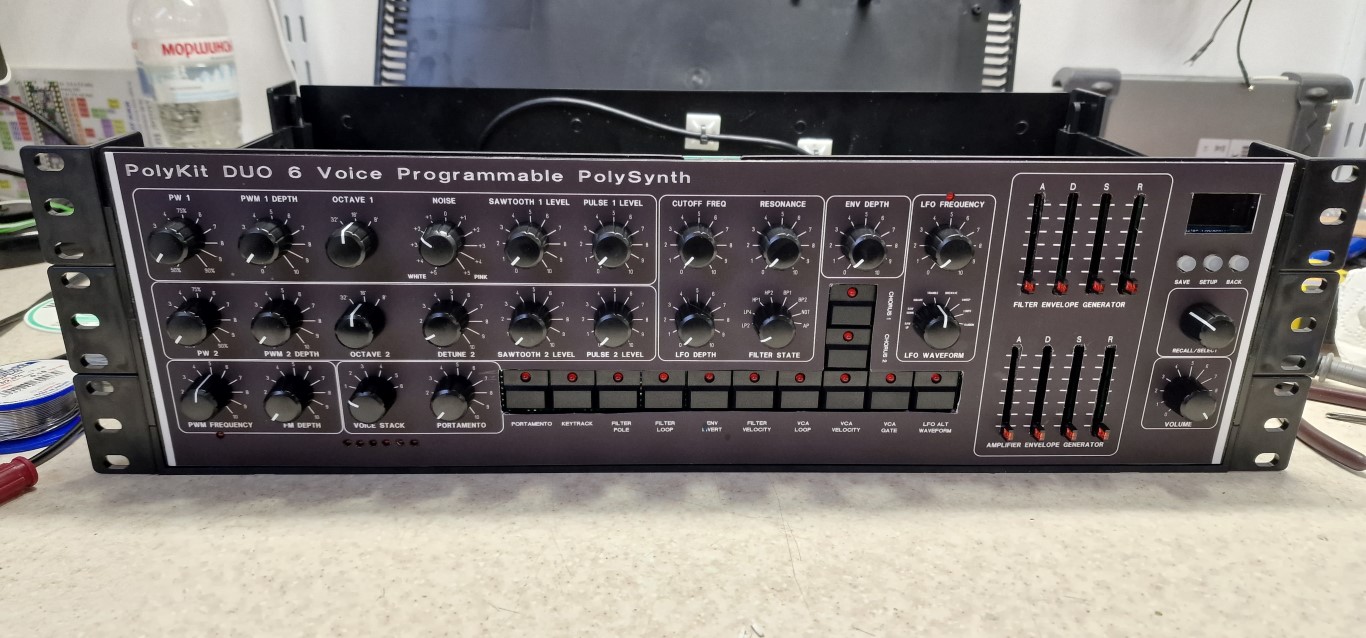 МОРШИНСЬ
PolyKit DUO 6 Voice Programmable PolySynth
PW 1
PWM 1 DEPTH
OCTAVE 1
NOISE
SAWTOOTH 1 LEVEL
PULSE 1 LEVEL
CUTOFF FREQ
RESONANCE
ENV DEPTH
LFO FREQUENCY
A D S R
WHITE
PINK
FILTER ENVELOPE GENERATOR
SAVE
SETUP
BACK
PW 2
PWM 2 DEPTH
OCTAVE 2
DETUNE 2
SAWTOOTH 2 LEVEL
PULSE 2 LEVEL
LFO DEPTH
FILTER STATE
CHORUS 1
CHORUS 2
LFO WAVEFORM
RECALL/SELECT
A D S R
PWM FREQUENCY
FM DEPTH
VOICE STACK
PORTAMENTO
PORTAMENTO
KEYTRACK
FILTER
POLE
FILTER
LOOP
ENV
INVERT
FILTER
VELOCITY
VCA
LOOP
VCA
VELOCITY
VCA
GATE
LFO ALT
WAVEFORM
AMPLIFIER ENVELOPE GENERATOR
VOLUME